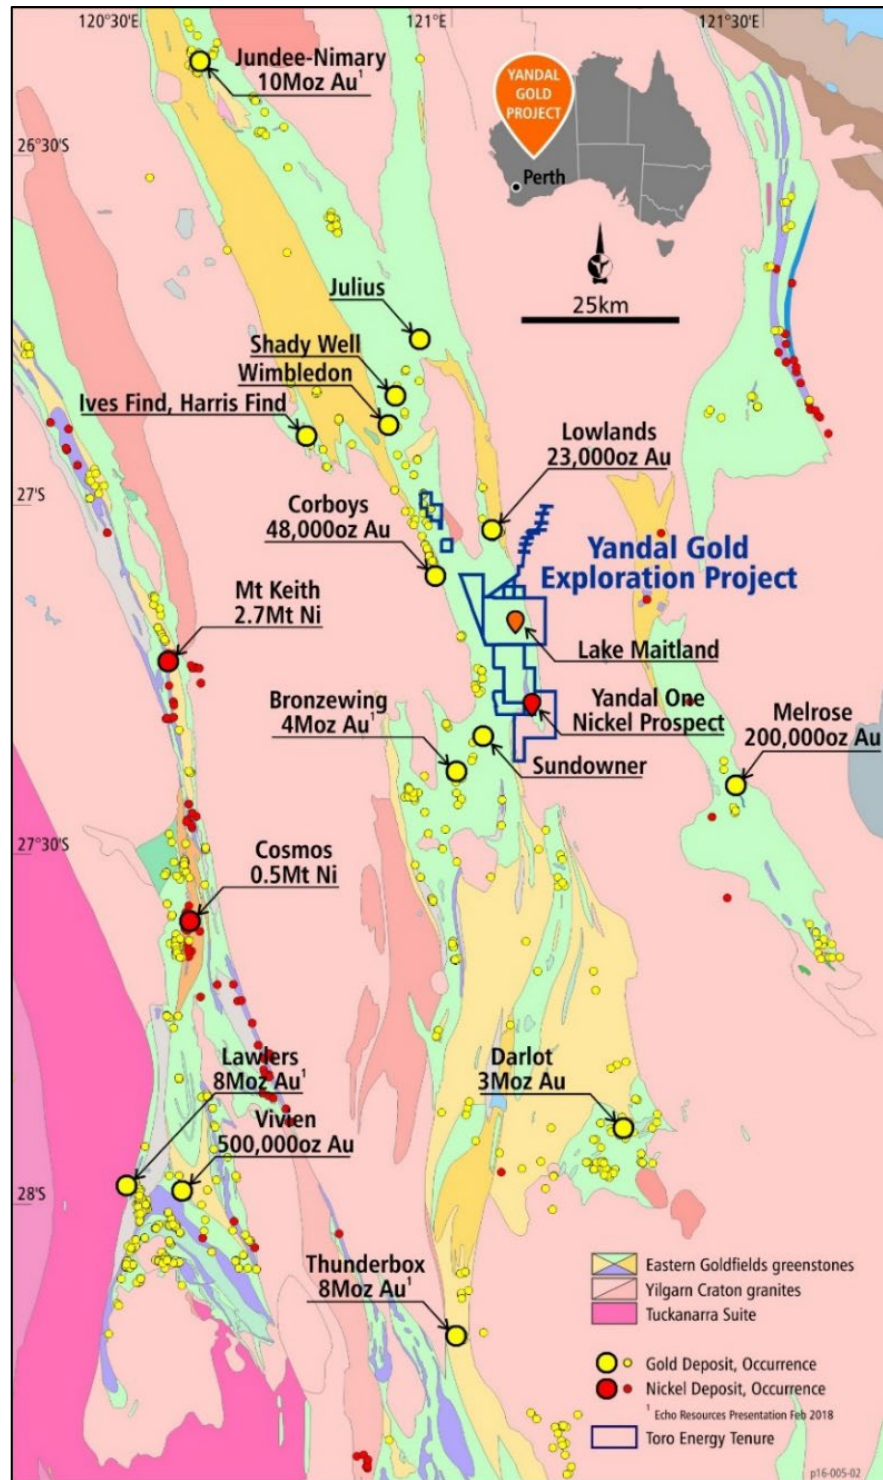 120°30'E
121°E
121°30'E
Jundee-Nimary
10Moz Au¹
YANDAL
GOLD
PROJECT
26°30'S
Perth
25km
Julius
Shady Well
Wimbledon
Ives Find, Harris Find
Lowlands
23,000oz Au
27°S
Corboys
48,000oz Au
Yandal Gold
Exploration Project
Mt Keith
2.7Mt Ni
Lake Maitland
Bronzewing
4Moz Au¹
Yandal One
Nickel Prospect
Melrose
200,000oz Au
Sundowner
27°30'S
Cosmos
0.5Mt Ni
Lawlers
8Moz Au¹
Darlot
3Moz Au
Vivien
500,000oz Au
28°S
Thunderbox
8Moz Au¹
Eastern Goldfields greenstones
Yilgarn Craton granites
Tuckanarra Suite
Gold Deposit, Occurrence
Nickel Deposit, Occurrence
¹ Echo Resources Presentation Feb 2018
Toro Energy Tenure
p16-005-02